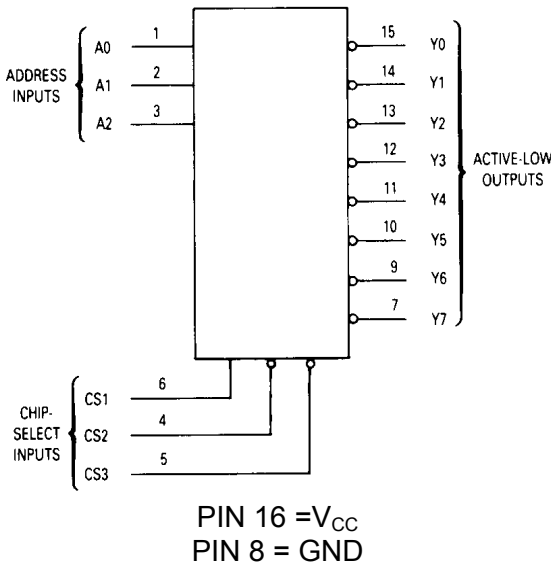 ADDRESS
INPUTS
A0 1
A1 2
A2 3
15 Y0
14 Y1
13 Y2
12 Y3
11 Y4
10 Y5
9 Y6
7 Y7
ACTIVE-LOW
OUTPUTS
CHIP-
SELECT
INPUTS
CS1 6
CS2 4
CS3 5
PIN 16 =VCC
PIN 8 = GND